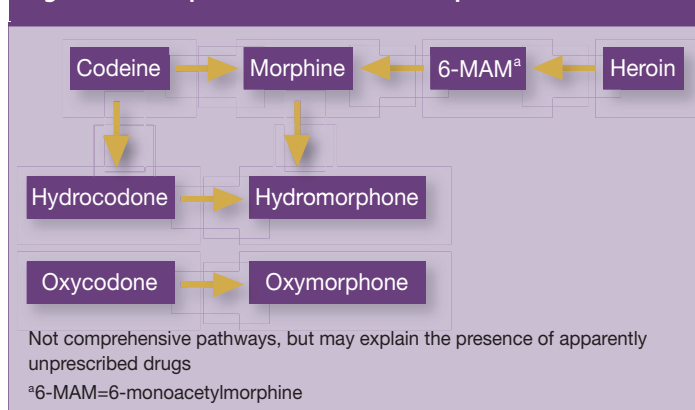 Codeine Morphine 6-MAMª Heroin
Hydrocodone Hydromorphone
Oxycodone Oxymorphone
Not comprehensive pathways, but may explain the presence of apparently
unprescribed drugs
ª6-MAM=6-monoacetylmorphine